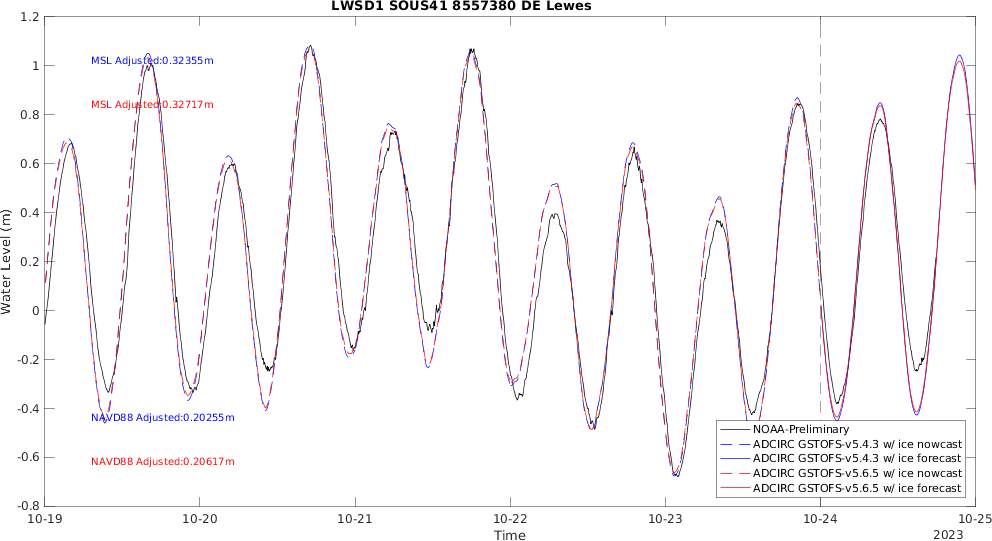 LWSD1 SOUS41 8557380 DE Lewes
1.2
1
0.8
0.6
0.4
0.2
0
-0.2
-0.4
-0.6
-0.8
Water Level (m)
MSL Adjusted:0.32355m
MSL Adjusted:0.32717m
NAVD88 Adjusted:0.20255m
NAVD88 Adjusted:0.20617m
NOAA-Preliminary
ADCIRC GSTOFS-v5.4.3 w/ ice nowcast
ADCIRC GSTOFS-v5.4.3 w/ ice forecast
ADCIRC GSTOFS-v5.6.5 w/ ice nowcast
ADCIRC GSTOFS-v5.6.5 w/ ice forecast
10-19 10-20 10-21 10-22 10-23 10-24 10-25
Time
2023